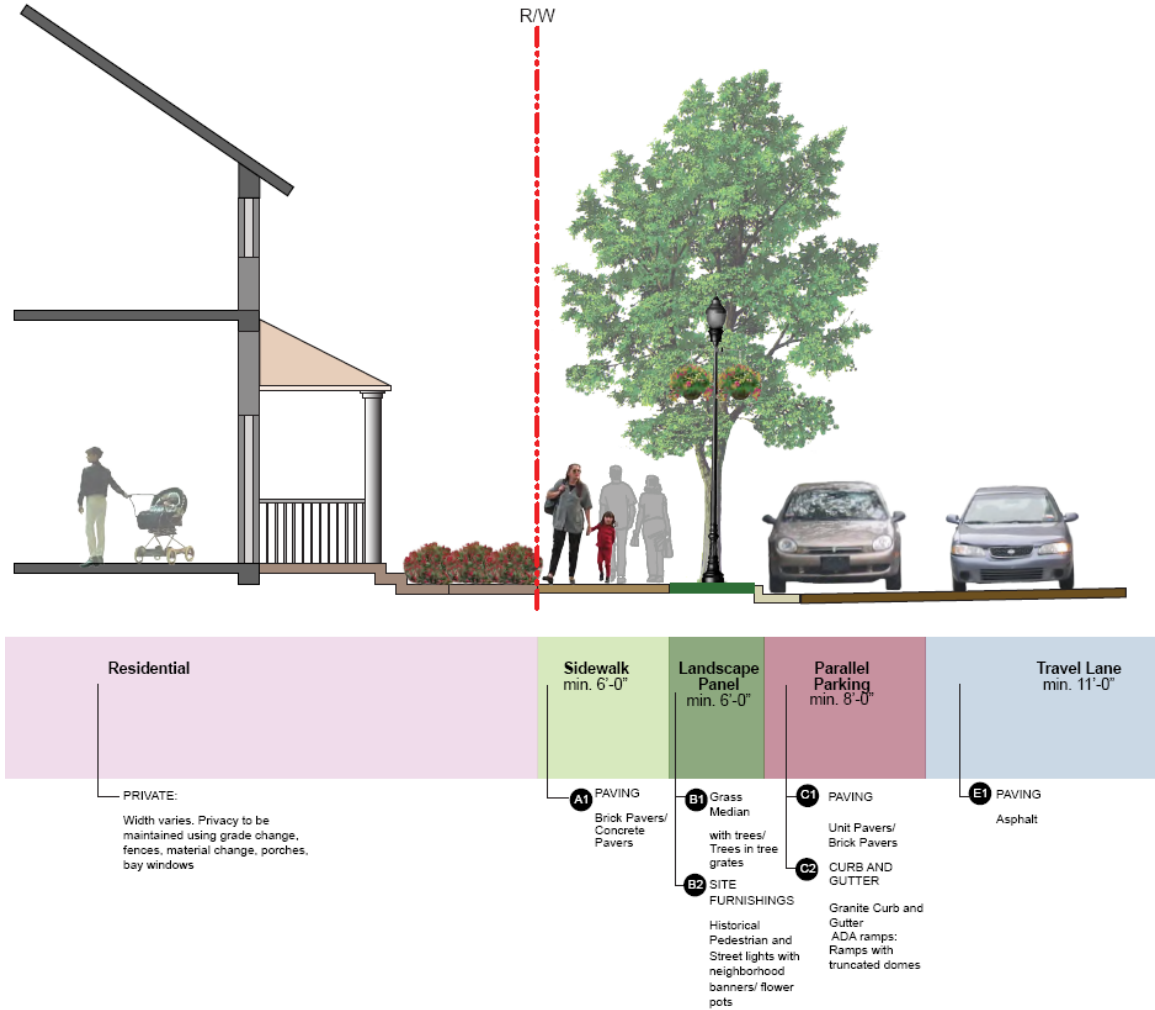 R/W
Residential
Sidewalk
min. 6'-0"
Landscape
Panel
min. 6'-0"
Parallel
Parking
min. 8'-0"
Travel Lane
min. 11'-0"
PRIVATE:
Width varies. Privacy to be
maintained using grade change,
fences, material change, porches,
bay windows
A1 PAVING
Brick Pavers/
Concrete
Pavers
B1 Grass
Median
with trees/
Trees in tree
grates
B2 SITE
FURNISHINGS
Historical
Pedestrian and
Street lights with
neighborhood
banners/ flower
pots
C1 PAVING
Unit Pavers/
Brick Pavers
C2 CURB AND
GUTTER
Granite Curb and
Gutter
ADA ramps:
Ramps with
truncated domes
E1 PAVING
Asphalt